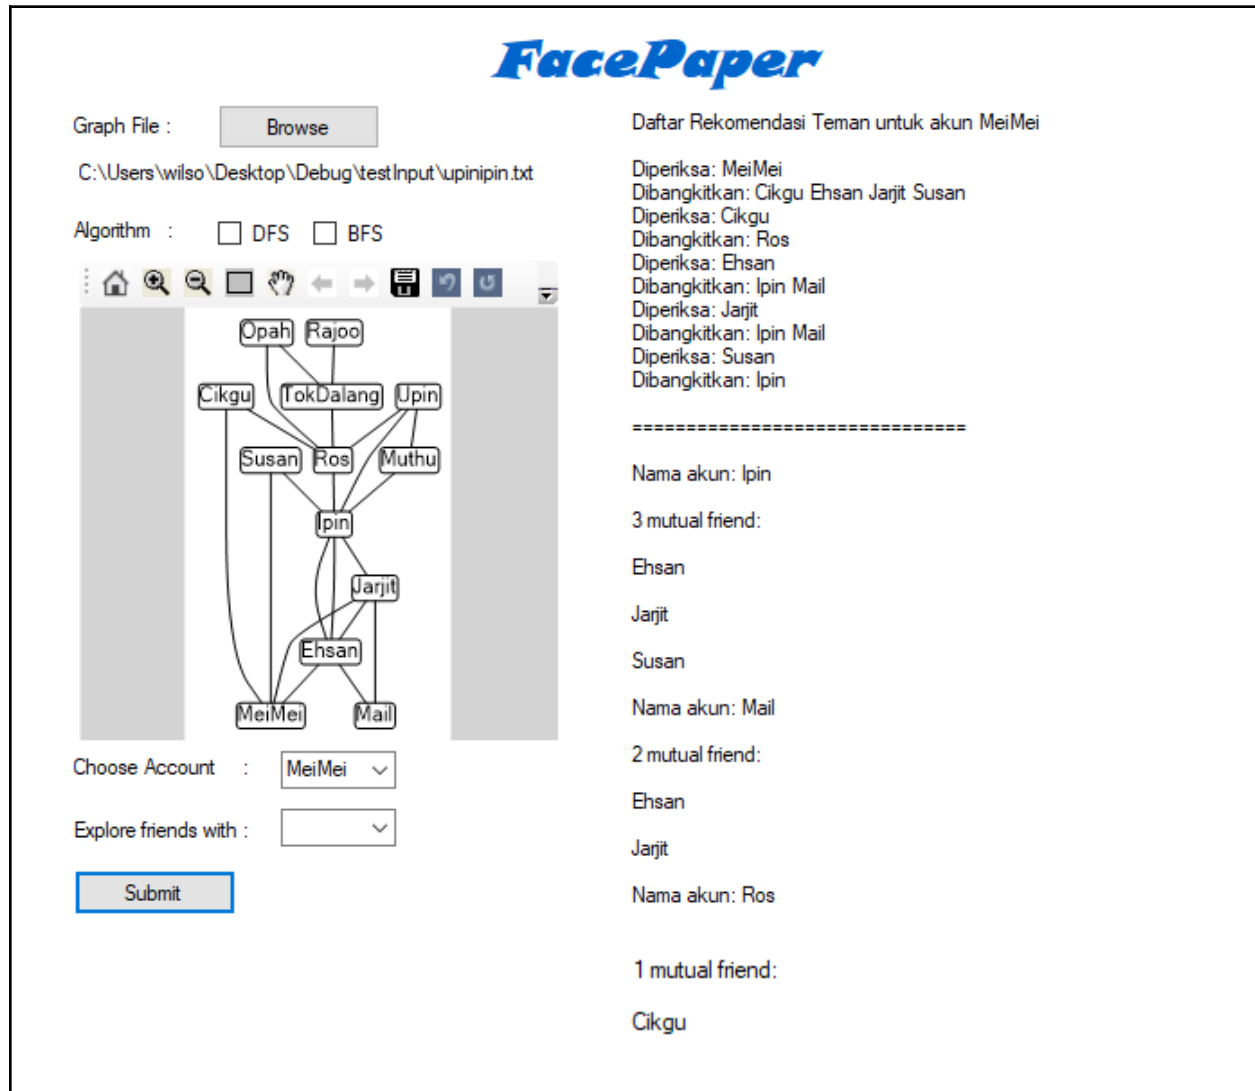 FacePaper
Graph File :
Browse
C:\Users\wilso\Desktop\Debug\testInput\upinipin.txt
Algorithm :
DFS
BFS
Opah
Rajoo
Cikgu
TokDalang
Upin
Susan
Ros
Muthu
Ipin
Jarjit
Ehsan
MeiMei
Mail
Choose Account :
MeiMei
Explore friends with :
Submit
Daftar Rekomendasi Teman untuk akun MeiMei
Diperiksa: MeiMei
Dibangkitkan: Cikgu Ehsan Jarjit Susan
Diperiksa: Cikgu
Dibangkitkan: Ros
Diperiksa: Ehsan
Dibangkitkan: Ipin Mail
Diperiksa: Jarjit
Dibangkitkan: Ipin Mail
Diperiksa: Susan
Dibangkitkan: Ipin
===============================
Nama akun: Ipin
3 mutual friend:
Ehsan
Jarjit
Susan
Nama akun: Mail
2 mutual friend:
Ehsan
Jarjit
Nama akun: Ros
1 mutual friend:
Cikgu